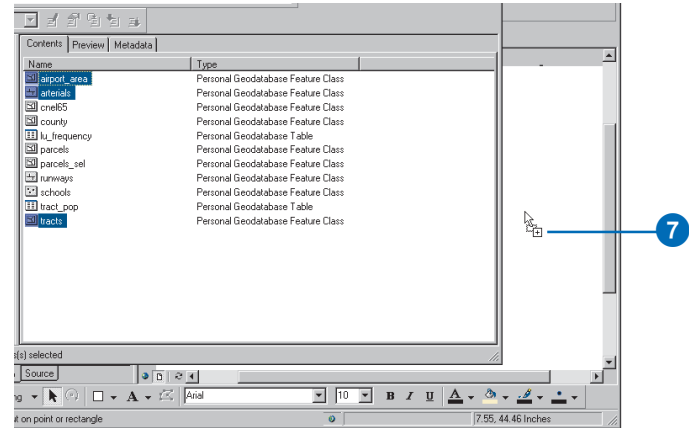 Contents Preview Metadata
Name Type
airport_area Personal Geodatabase Feature Class
arterials Personal Geodatabase Feature Class
cnel65 Personal Geodatabase Feature Class
county Personal Geodatabase Feature Class
lu_frequency Personal Geodatabase Table
parcels Personal Geodatabase Feature Class
parcels_sel Personal Geodatabase Feature Class
runways Personal Geodatabase Feature Class
schools Personal Geodatabase Feature Class
tract_pop Personal Geodatabase Table
tracts Personal Geodatabase Feature Class
7
(s) selected
Source
ng A Arial 10 B I U A
t on point or rectangle 7.55, 44.46 Inches